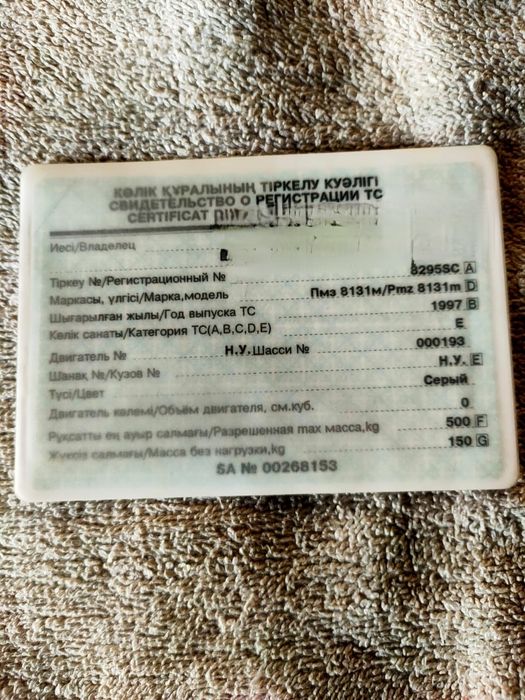 КӨЛІК ҚҰРАЛЫНЫҢ ТІРКЕЛУ КУӘЛІГІ
СВИДЕТЕЛЬСТВО О РЕГИСТРАЦИИ ТС
CERTIFICAT
Иесі/Владелец
Тіркеу №/Регистрационный № 8295SC A
Маркасы, үлгісі/Марка,модель Пмз 8131м/Pmz 8131m D
Шығарылған жылы/Год выпуска ТС 1997 B
Көлік санаты/Категория ТС(A,B,C,D,E) E
Двигатель № Н.У. Шасси № 000193
Шанақ №/Кузов № Н.У. E
Түсі/Цвет Серый
Двигатель көлемі/Объём двигателя, см.куб. 0
Рұқсатты ең ауыр салмағы/Разрешенная max масса,kg 500 F
Жүксіз салмағы/Масса без нагрузки,kg 150 G
SA № 00268153